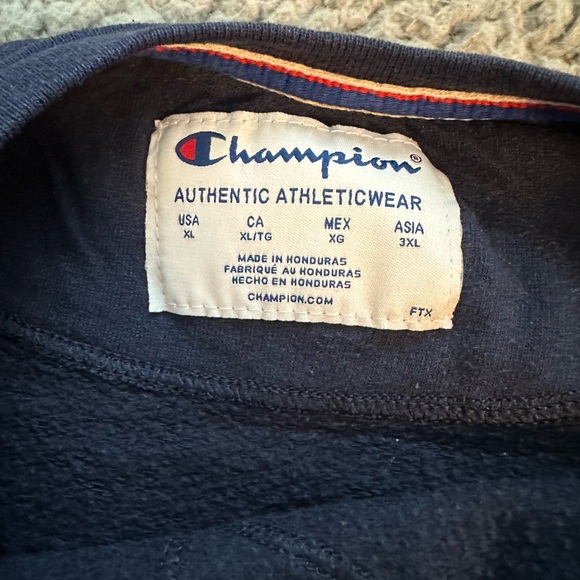 Champion®
AUTHENTIC ATHLETICWEAR
USA CA MEX ASIA
XL XL/TG XG 3XL
MADE IN HONDURAS
FABRIQUÉ AU HONDURAS
HECHO EN HONDURAS
CHAMPION.COM
FTX